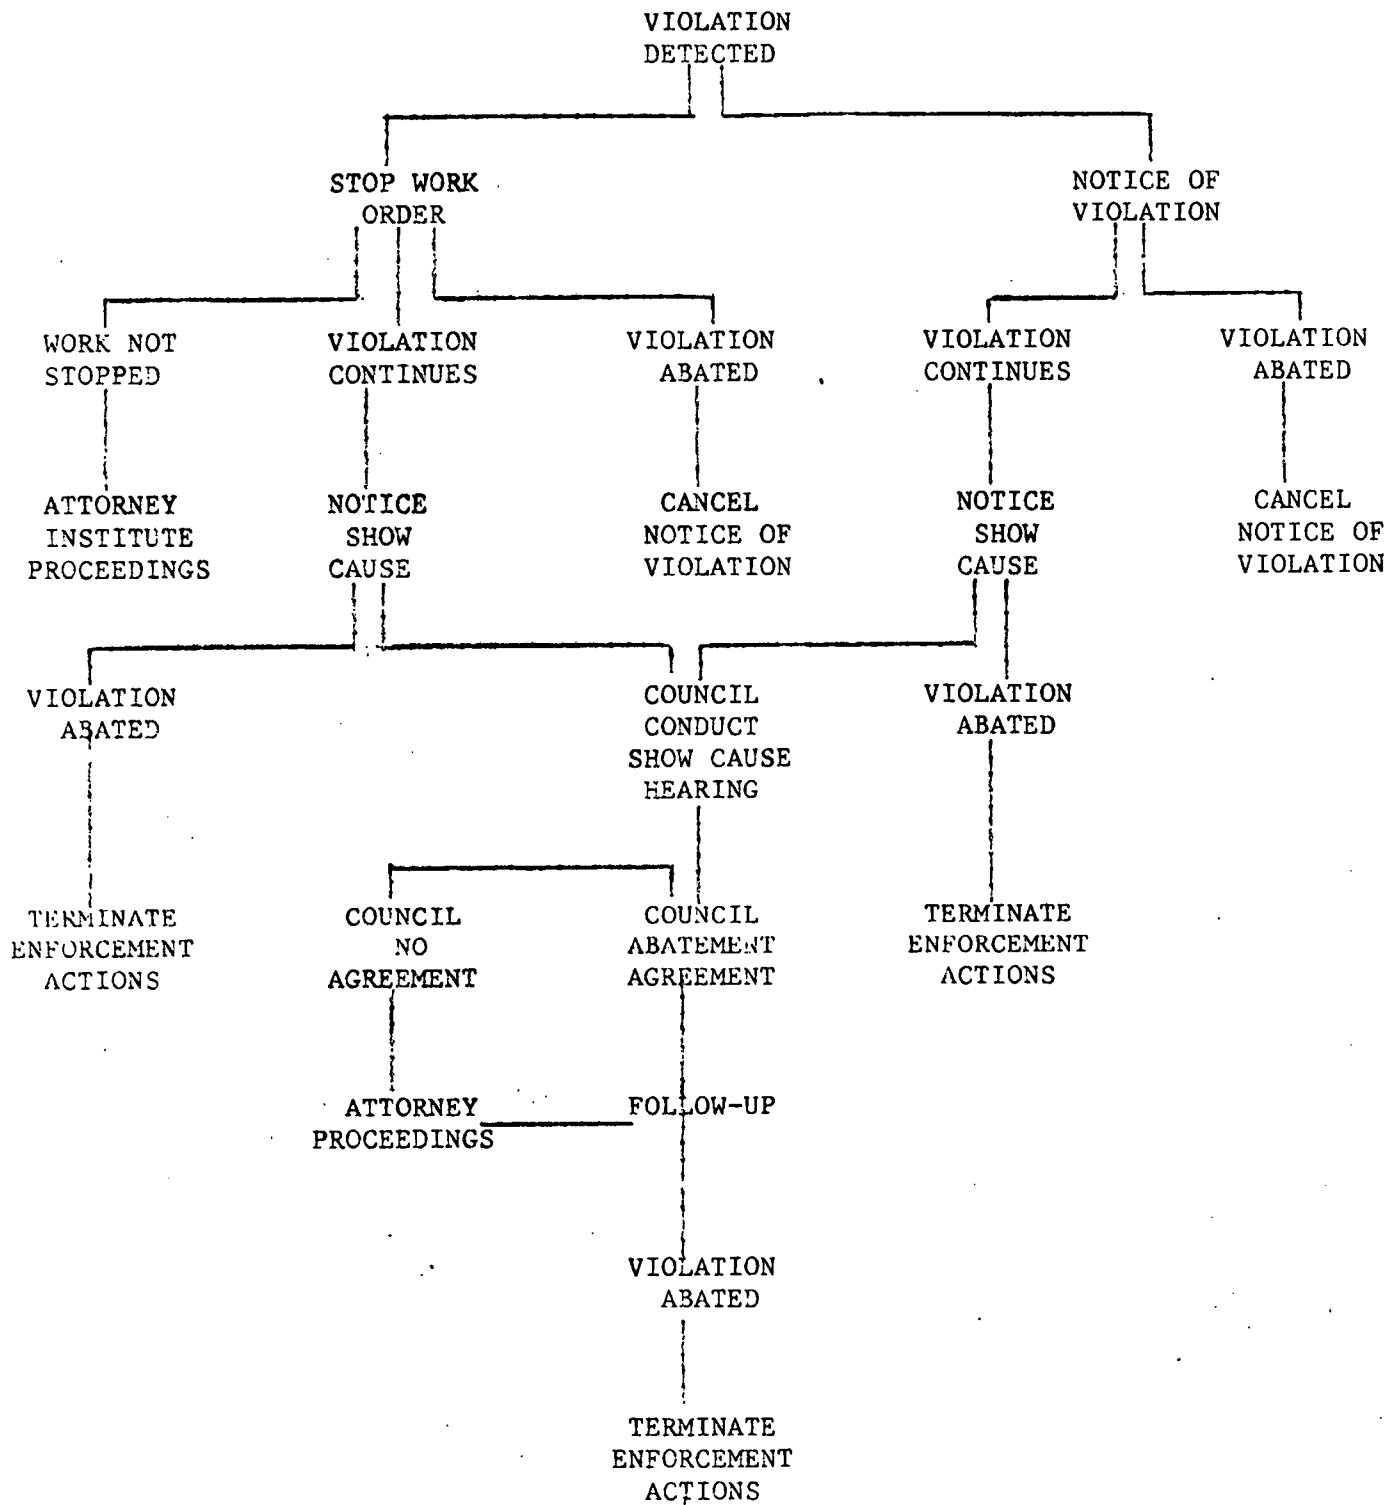 VIOLATION
DETECTED
STOP WORK
ORDER
NOTICE OF
VIOLATION
WORK NOT
STOPPED
VIOLATION
CONTINUES
VIOLATION
ABATED
VIOLATION
CONTINUES
VIOLATION
ABATED
ATTORNEY
INSTITUTE
PROCEEDINGS
NOTICE
SHOW
CAUSE
CANCEL
NOTICE OF
VIOLATION
NOTICE
SHOW
CAUSE
CANCEL
NOTICE OF
VIOLATION
VIOLATION
ABATED
COUNCIL
CONDUCT
SHOW CAUSE
HEARING
VIOLATION
ABATED
TERMINATE
ENFORCEMENT
ACTIONS
COUNCIL
NO
AGREEMENT
COUNCIL
ABATEMENT
AGREEMENT
TERMINATE
ENFORCEMENT
ACTIONS
ATTORNEY
PROCEEDINGS
FOLLOW-UP
VIOLATION
ABATED
TERMINATE
ENFORCEMENT
ACTIONS